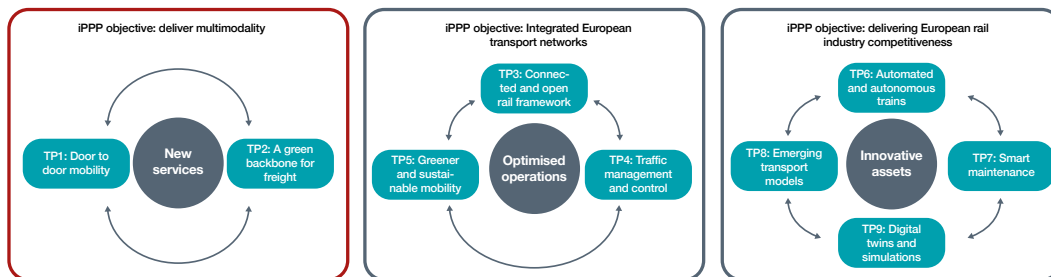 iPPP objective: deliver multimodality
TP1: Door to
door mobility
New
services
TP2: A green
backbone for
freight
iPPP objective: Integrated European
transport networks
TP3: Connec-
ted and open
rail framework
TP5: Greener
and sustai-
nable mobility
Optimised
operations
TP4: Traffic
management
and control
iPPP objective: delivering European rail
industry competitiveness
TP6: Automated
and autonomous
trains
TP8: Emerging
transport
models
Innovative
assets
TP7: Smart
maintenance
TP9: Digital
twins and
simulations